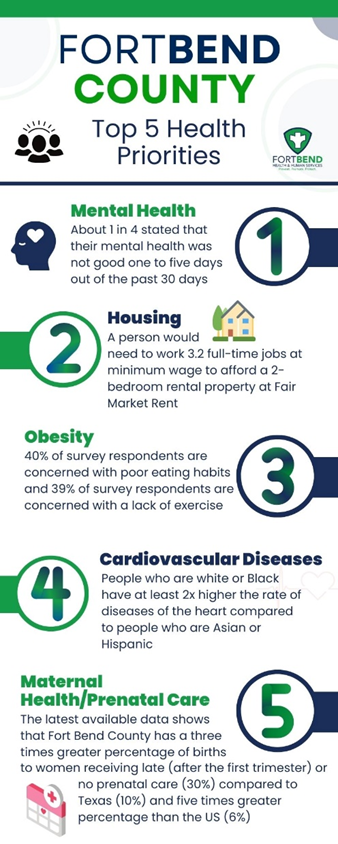 FORTBEND
COUNTY
Top 5 Health
Priorities
FORTBEND
HEALTH & HUMAN SERVICES
Mental Health
About 1 in 4 stated that
their mental health was
not good one to five days
out of the past 30 days
1
Housing
A person would
need to work 3.2 full-time jobs at
minimum wage to afford a 2-
bedroom rental property at Fair
Market Rent
2
Obesity
40% of survey respondents are
concerned with poor eating habits
and 39% of survey respondents are
concerned with a lack of exercise
3
Cardiovascular Diseases
People who are white or Black
have at least 2x higher the rate of
diseases of the heart compared
to people who are Asian or
Hispanic
4
Maternal
Health/Prenatal Care
The latest available data shows
that Fort Bend County has a three
times greater percentage of births
to women receiving late (after the first trimester) or
no prenatal care (30%) compared to
Texas (10%) and five times greater
percentage than the US (6%)
5